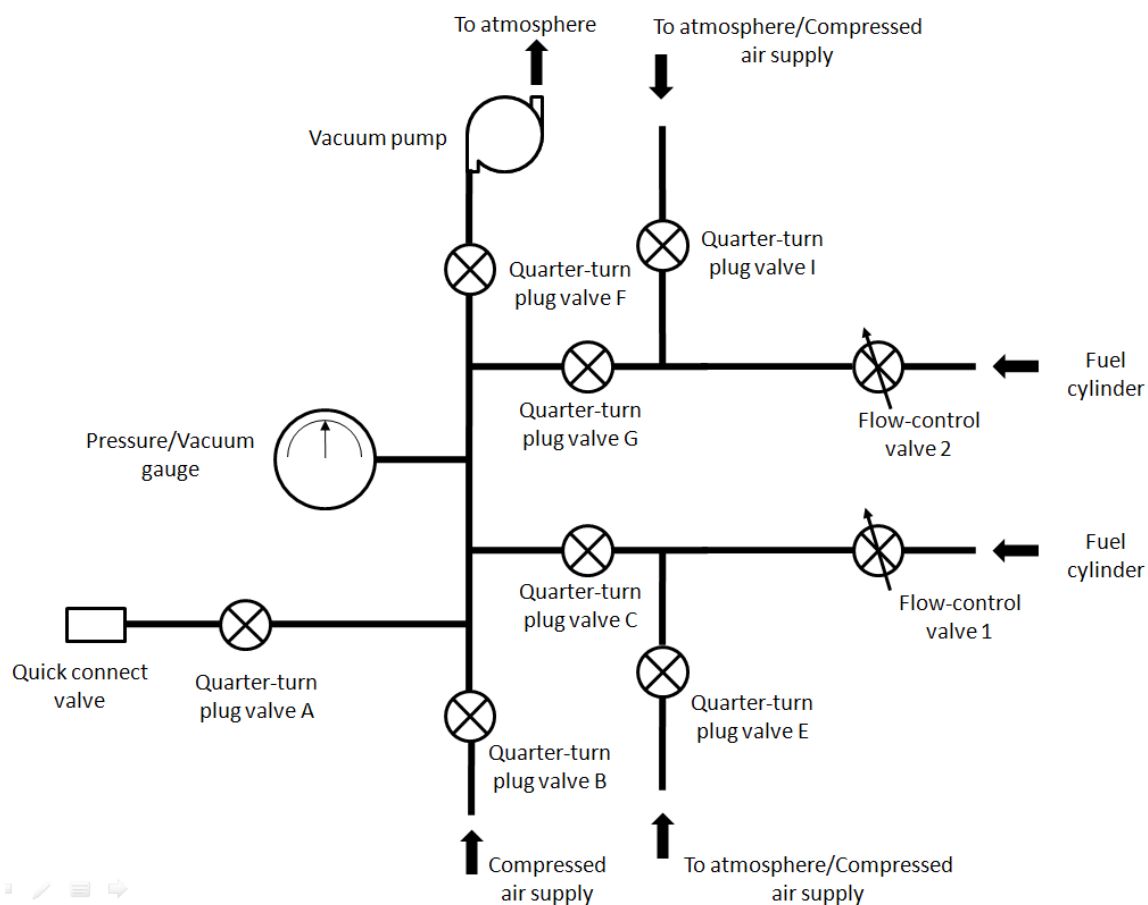 To atmosphere
To atmosphere/Compressed
air supply
Vacuum pump
Quarter-turn
plug valve I
Quarter-turn
plug valve F
Fuel
cylinder
Quarter-turn
plug valve G
Flow-control
valve 2
Pressure/Vacuum
gauge
Fuel
cylinder
Quarter-turn
plug valve C
Flow-control
valve 1
Quick connect
valve
Quarter-turn
plug valve A
Quarter-turn
plug valve E
Quarter-turn
plug valve B
Compressed
air supply
To atmosphere/Compressed
air supply